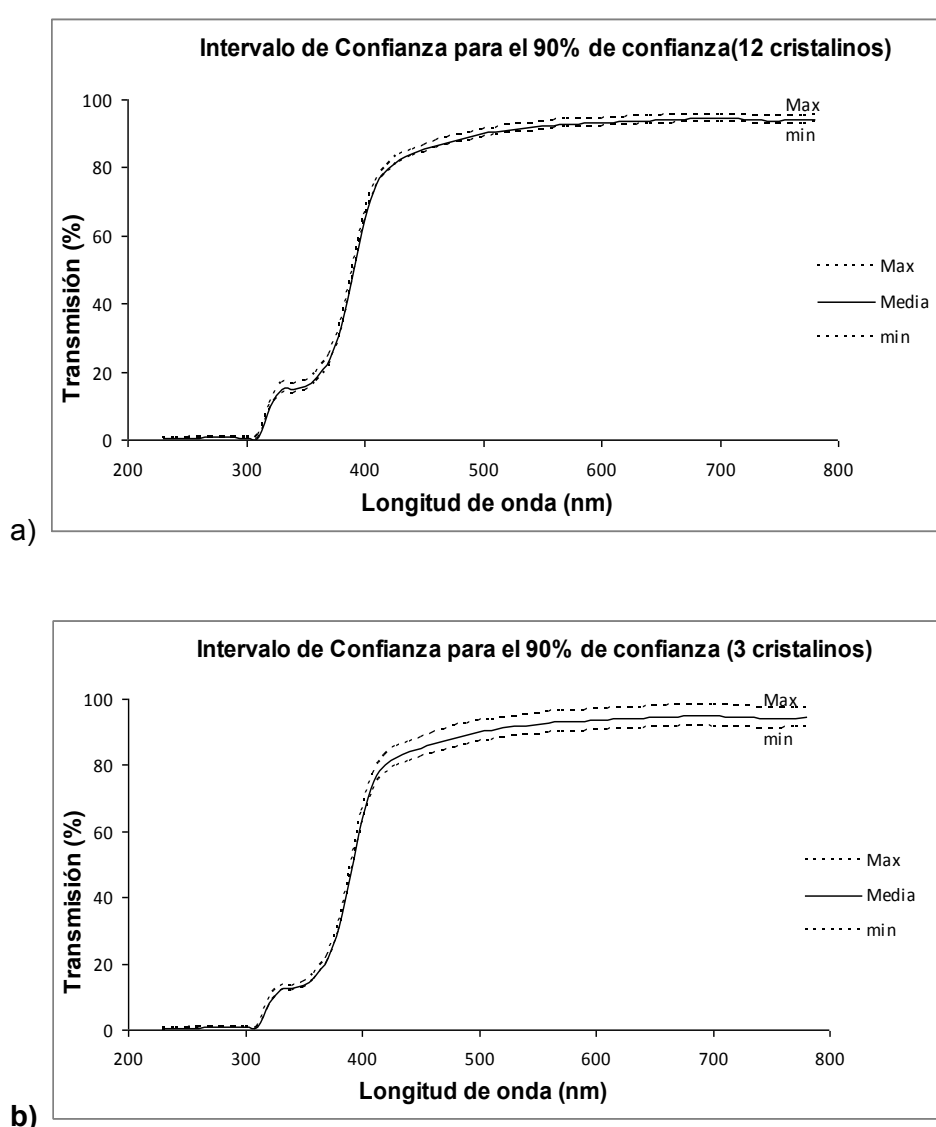 Intervalo de Confianza para el 90% de confianza(12 cristalinos)
100
80
60
40
20
0
Transmisión (%)
Max
min
Max
Media
min
200 300 400 500 600 700 800
Longitud de onda (nm)
a)
Intervalo de Confianza para el 90% de confianza (3 cristalinos)
100
80
60
40
20
0
Transmisión (%)
Max
min
Max
Media
min
200 300 400 500 600 700 800
Longitud de onda (nm)
b)